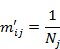 m′ij = 1/Nj